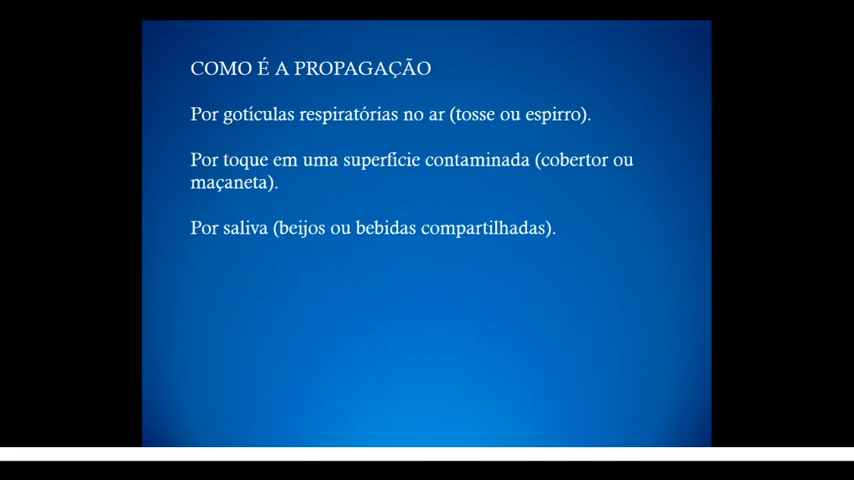 COMO É A PROPAGAÇÃO
Por gotículas respiratórias no ar (tosse ou espirro).
Por toque em uma superfície contaminada (cobertor ou
maçaneta).
Por saliva (beijos ou bebidas compartilhadas).